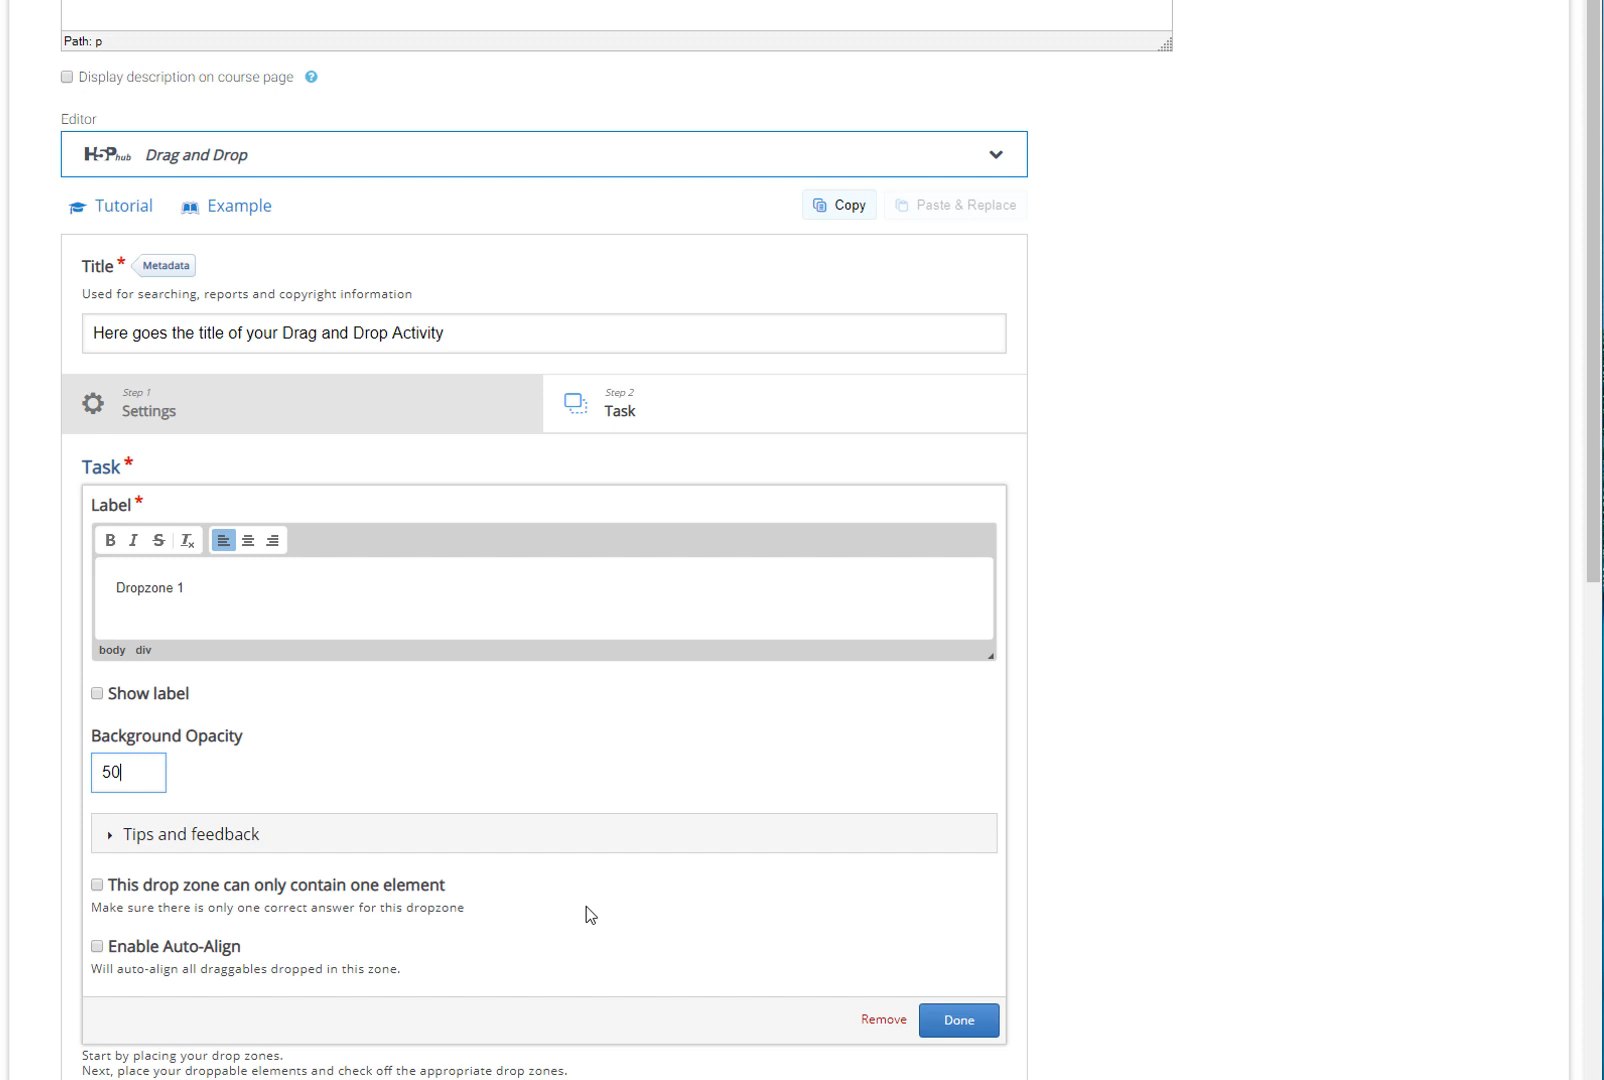 Path: p
Display description on course page
Editor
H5P hub Drag and Drop
Tutorial Example Copy Paste & Replace
Title * Metadata
Used for searching, reports and copyright information
Here goes the title of your Drag and Drop Activity
Step 1 Step 2
Settings Task
Task *
Label *
B I S Tx
Dropzone 1
body div
Show label
Background Opacity
50
Tips and feedback
This drop zone can only contain one element
Make sure there is only one correct answer for this dropzone
Enable Auto-Align
Will auto-align all draggables dropped in this zone.
Remove Done
Start by placing your drop zones.
Next, place your droppable elements and check off the appropriate drop zones.